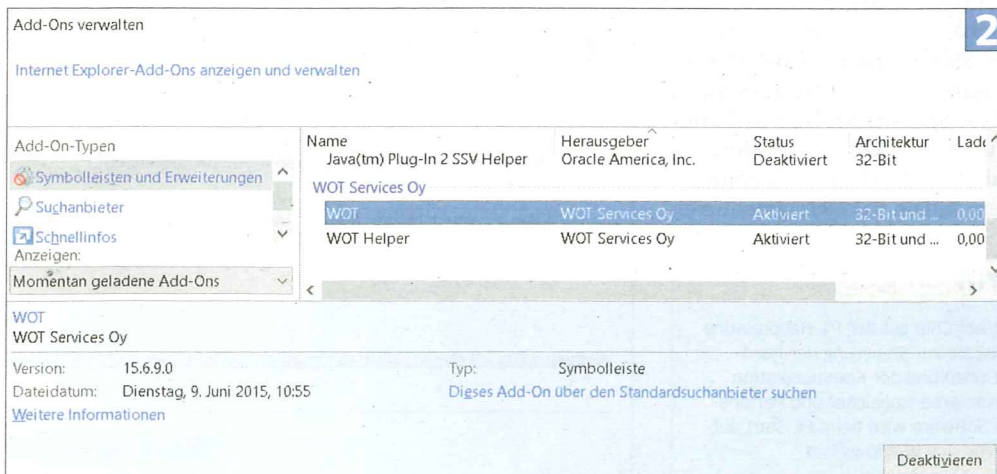 Add-Ons verwalten
2
Internet Explorer-Add-Ons anzeigen und verwalten
Add-On-Typen
Symbolleisten und Erweiterungen
Suchanbieter
Schnellinfos
Anzeigen:
Momentan geladene Add-Ons
Name Herausgeber Status Architektur Lade
Java(tm) Plug-In 2 SSV Helper Oracle America, Inc. Deaktiviert 32-Bit
WOT Services Oy
WOT WOT Services Oy Aktiviert 32-Bit und ... 0,00
WOT Helper WOT Services Oy Aktiviert 32-Bit und ... 0,00
WOT
WOT Services Oy
Version: 15.6.9.0 Typ: Symbolleiste
Dateidatum: Dienstag, 9. Juni 2015, 10:55 Dieses Add-On über den Standardsuchanbieter suchen
Weitere Informationen
Deaktivieren